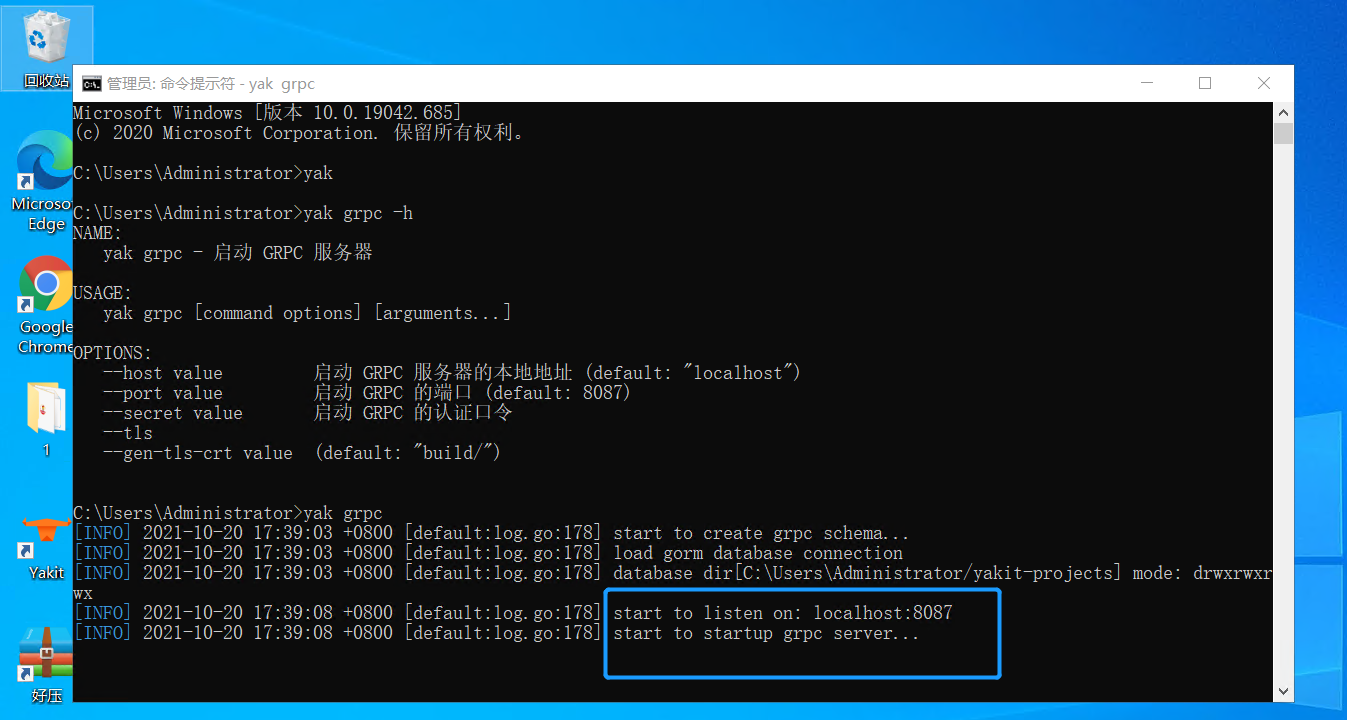 回收站
Microsof
Edge
Google
Chrome
1
Yakit
好压
管理员: 命令提示符 - yak grpc
Microsoft Windows [版本 10.0.19042.685]
(c) 2020 Microsoft Corporation. 保留所有权利。
C:\Users\Administrator>yak
C:\Users\Administrator>yak grpc -h
NAME:
yak grpc - 启动 GRPC 服务器
USAGE:
yak grpc [command options] [arguments...]
OPTIONS:
--host value 启动 GRPC 服务器的本地地址 (default: "localhost")
--port value 启动 GRPC 的端口 (default: 8087)
--secret value 启动 GRPC 的认证口令
--tls
--gen-tls-crt value (default: "build/")
C:\Users\Administrator>yak grpc
[INFO] 2021-10-20 17:39:03 +0800 [default:log.go:178] start to create grpc schema...
[INFO] 2021-10-20 17:39:03 +0800 [default:log.go:178] load gorm database connection
[INFO] 2021-10-20 17:39:03 +0800 [default:log.go:178] database dir[C:\Users\Administrator/yakit-projects] mode: drwxrwxr
wx
[INFO] 2021-10-20 17:39:08 +0800 [default:log.go:178] start to listen on: localhost:8087
[INFO] 2021-10-20 17:39:08 +0800 [default:log.go:178] start to startup grpc server...